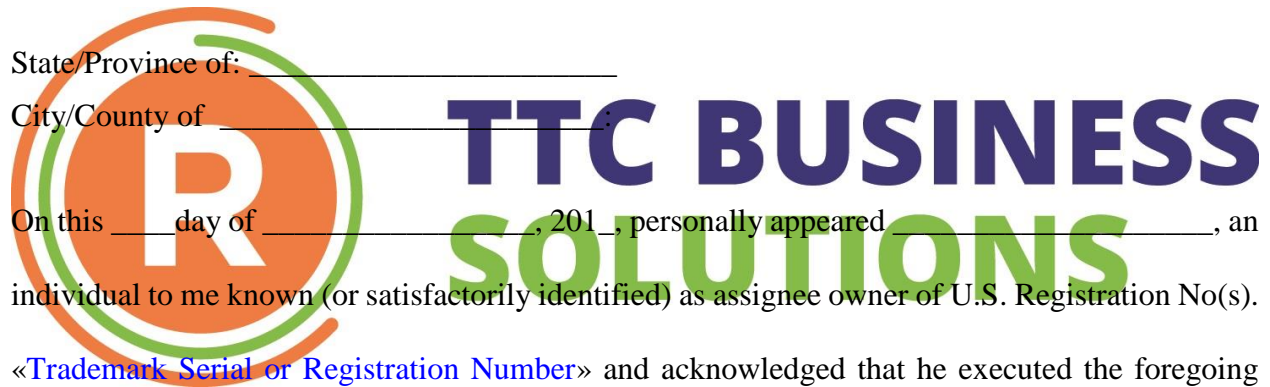 State/Province of: _______________________
City/County of ________________________:
TTC BUSINESS
R
On this ____day of _________________, 201_, personally appeared ____________________, an
SOLUTIONS
individual to me known (or satisfactorily identified) as assignee owner of U.S. Registration No(s).
«Trademark Serial or Registration Number» and acknowledged that he executed the foregoing